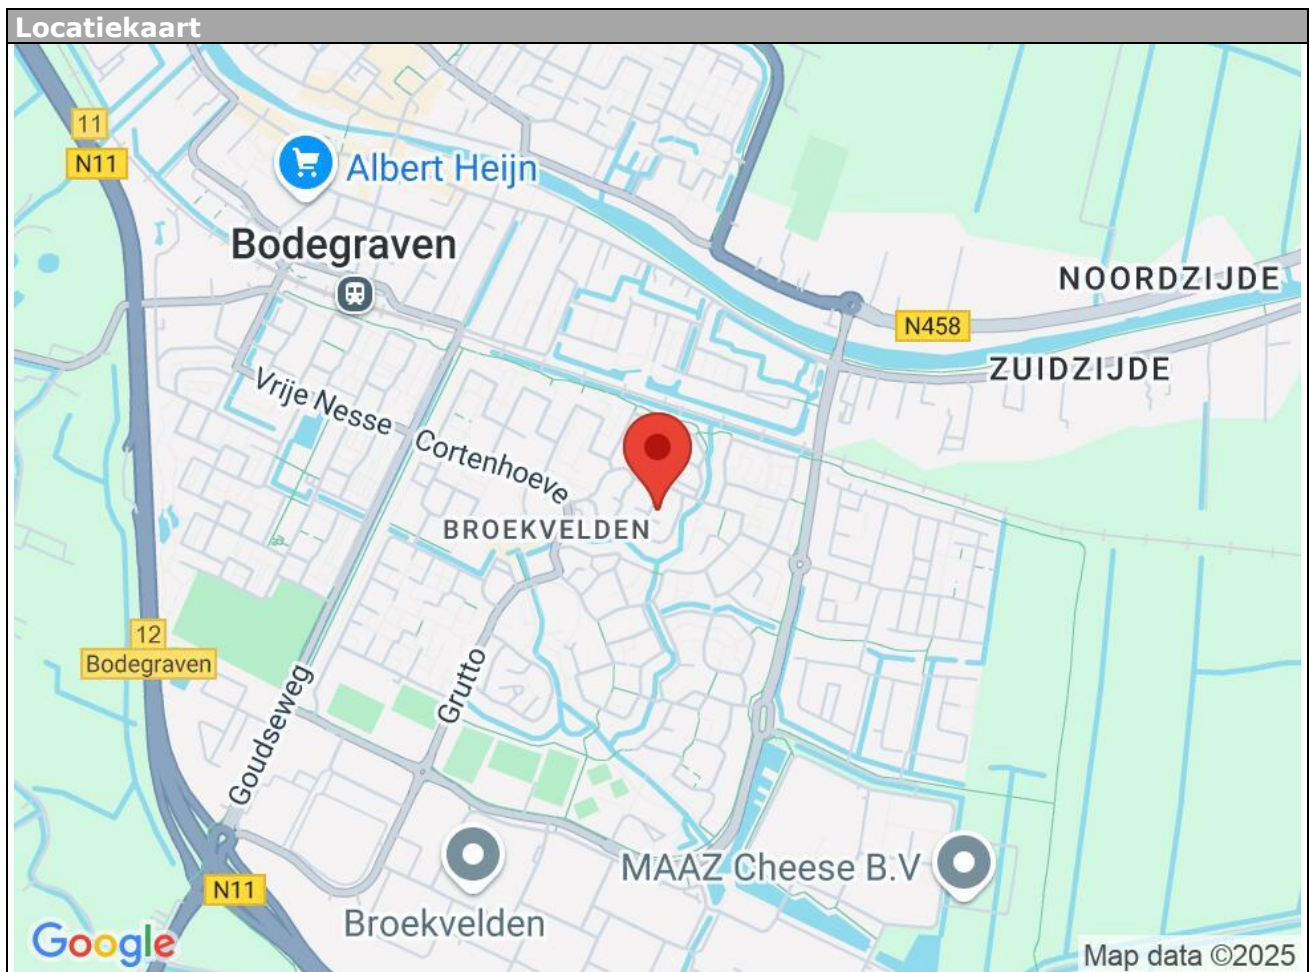 Locatiekaart
11
N11
Albert Heijn
Bodegraven
NOORDZIJDE
N458
ZUIDZIJDE
Vrije Nesse
Cortenhoeve
BROEKVELDEN
12
Bodegraven
Grutto
Goudseweg
MAAZ Cheese B.V
N11
Broekvelden
Google
Map data ©2025